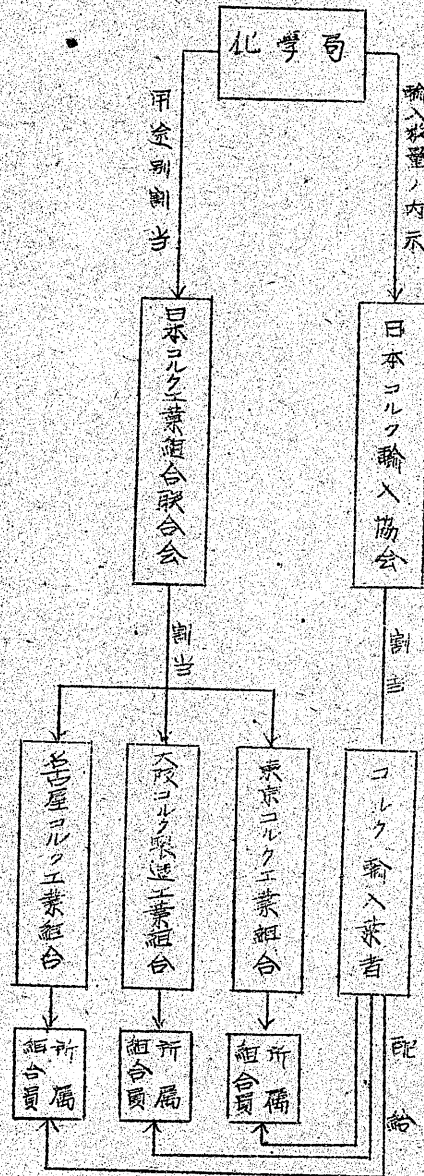 化學局
輸入数量ノ内示
用途別割当
日本コルク輸入協会
日本コルク工業組合联合会
割当
割当
コルク輸入業者
東京コルク工業組合
大阪コルク製造工業組合
名古屋コルク工業組合
配給
所属
組合員
所属
組合員
所属
組合員